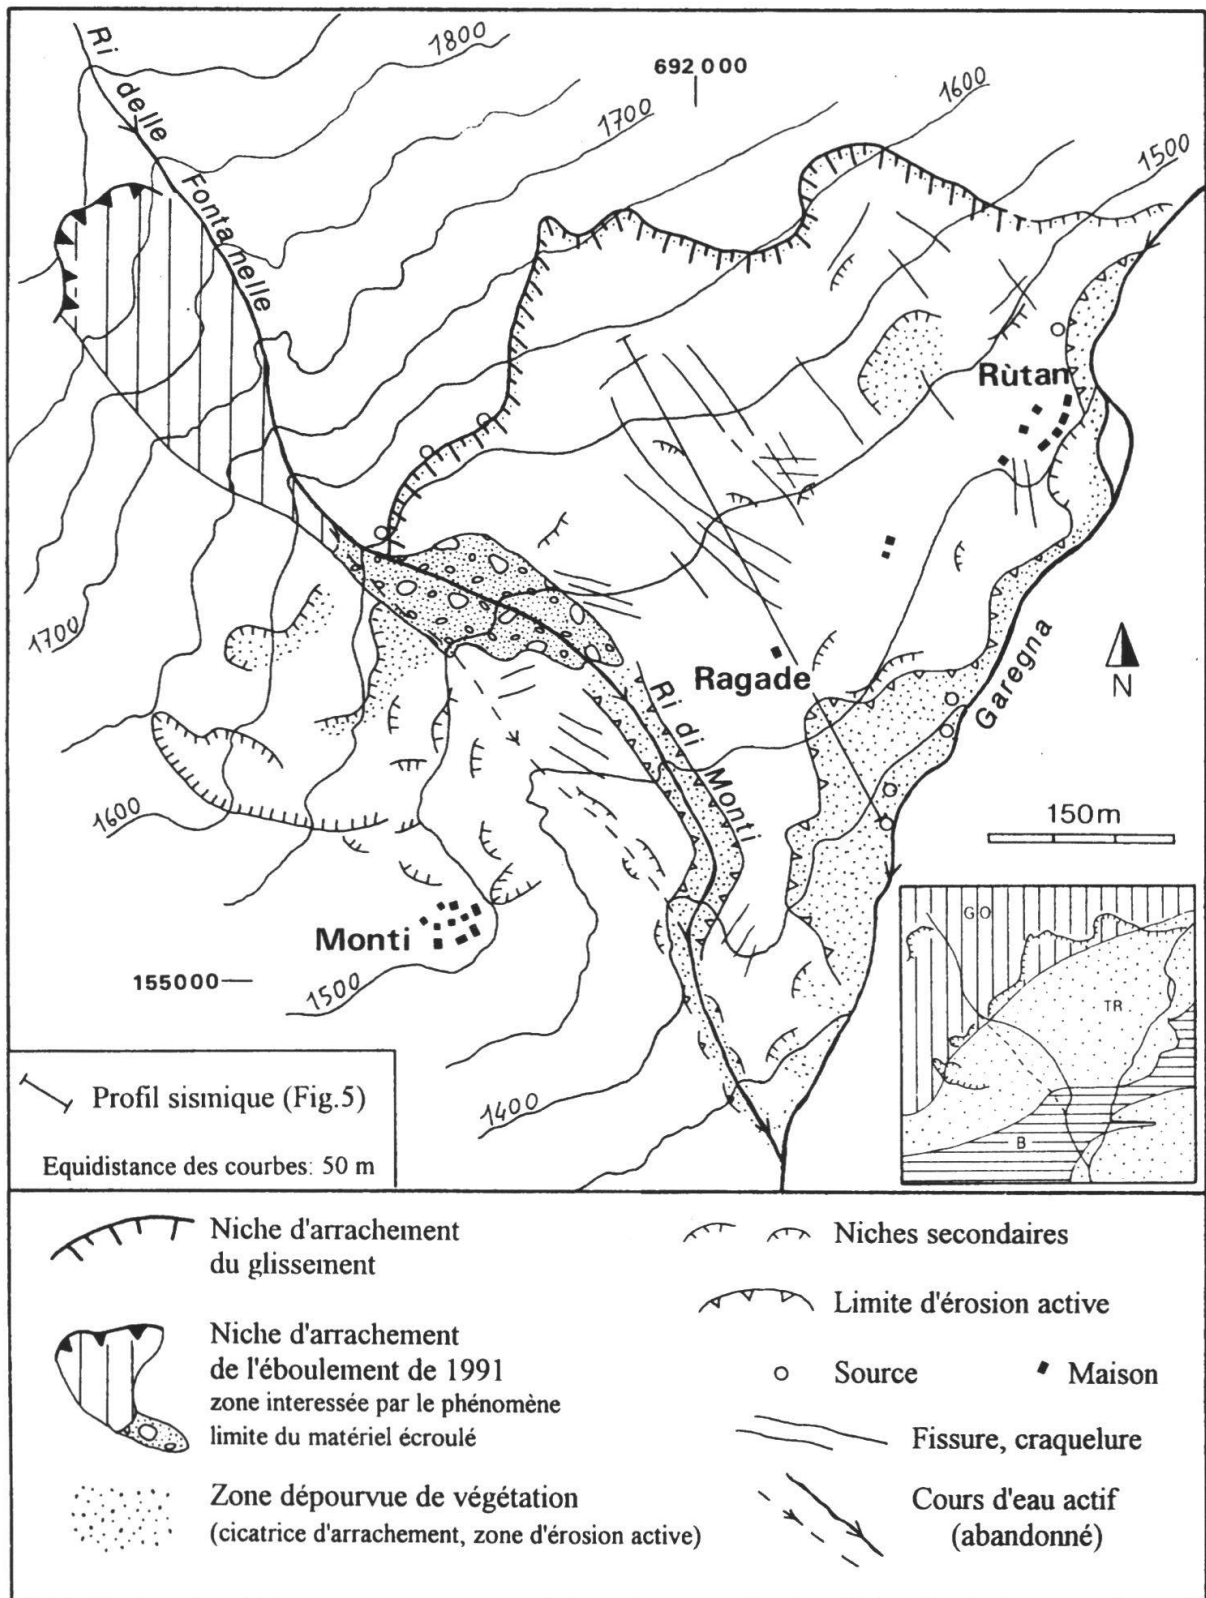 Ri delle Fontanelle
1800
692 000
1700
1600
1500
Rùtan
1700
Ragade
Ri di Monti
Garegna
N
1600
150m
Monti
155000
1500
1400
G O
TR
B
Profil sismique (Fig.5)
Equidistance des courbes: 50 m
Niche d'arrachement
du glissement
Niche d'arrachement
de l'éboulement de 1991
zone interessée par le phénomène
limite du matériel écroulé
Zone dépourvue de végétation
(cicatrice d'arrachement, zone d'érosion active)
Niches secondaires
Limite d'érosion active
Source
Maison
Fissure, craquelure
Cours d'eau actif
(abandonné)